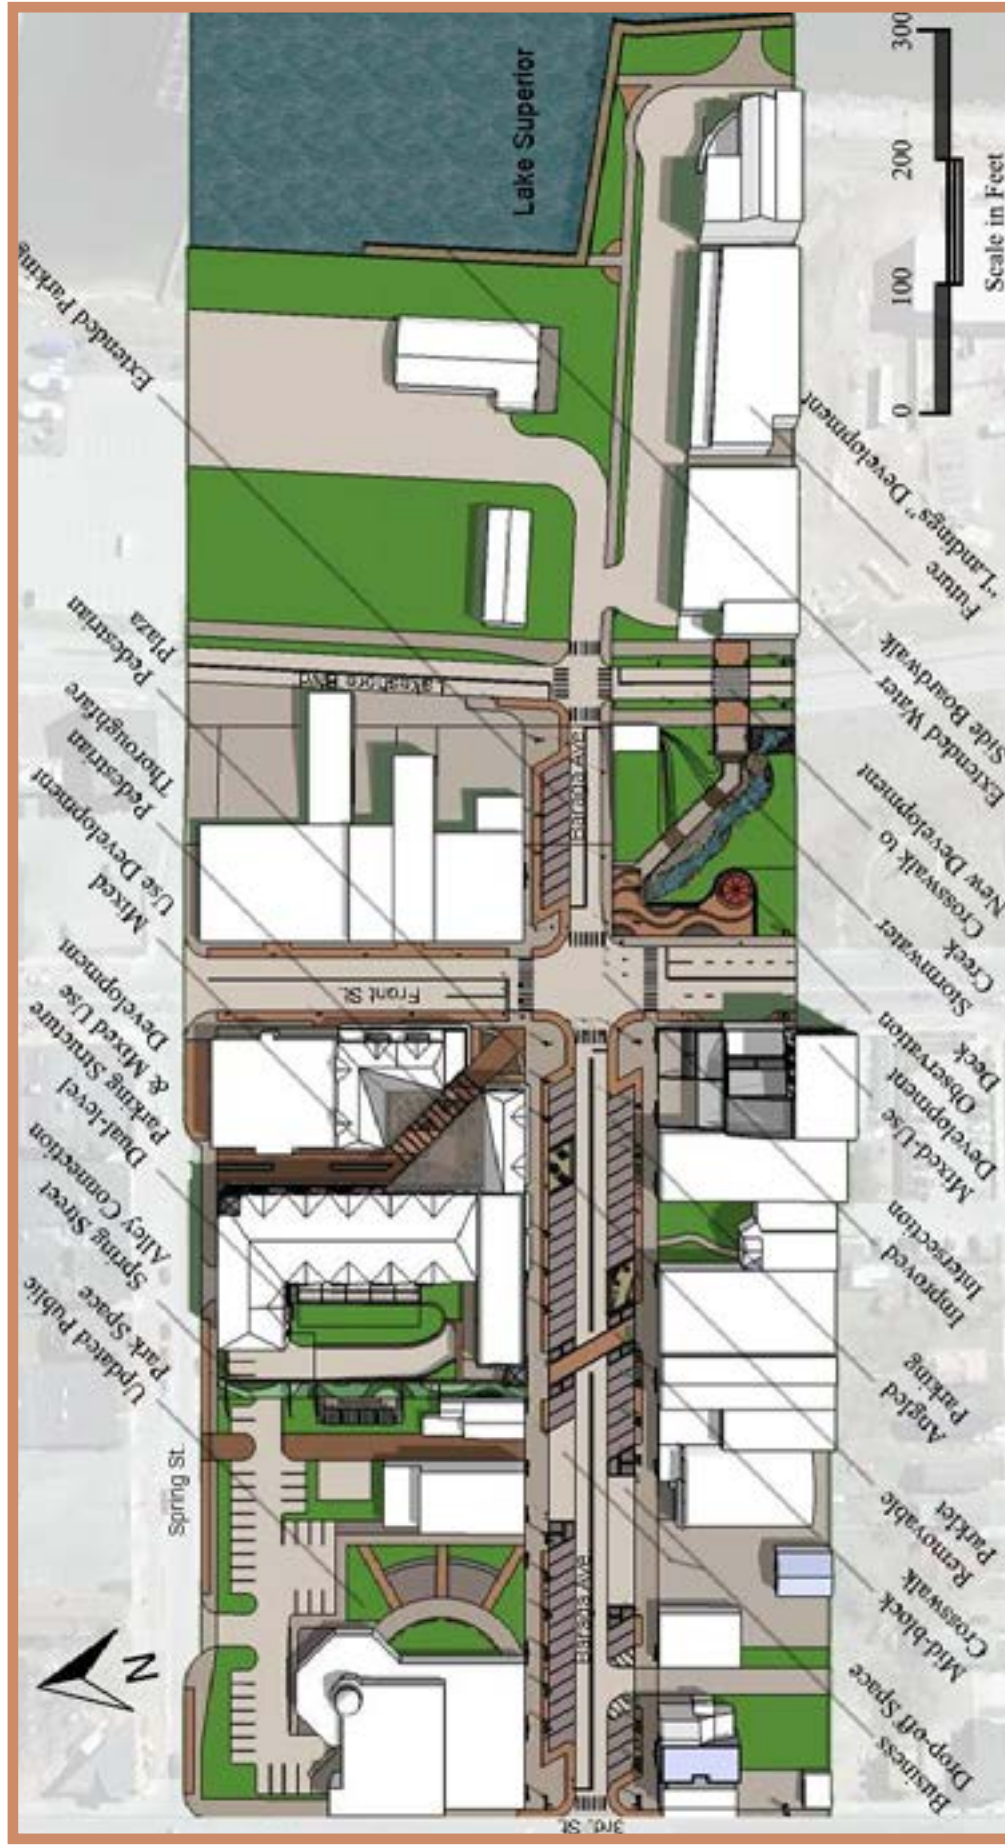 Lake Superior
300
200
100
0
Scale in Feet
Extended Parking
Pedestrian
Plaza
Pedestrian
Thoroughfare
Mixed
Use Development
Dual-level
Parking Structure
& Mixed Use
Development
Spring Street
Alley Connection
Updated Public
Park Space
Future
"Landings" Development
Extended Water
Side Boardwalk
Crosswalk to
New Development
Stormwater
Creek
Observation
Deck
Mixed-Use
Development
Improved
Intersection
Angled
Parking
Removable
Parklet
Mid-block
Crosswalk
Business
Drop-off Space
Lakeshore Blvd
Baraga Ave
Front St.
Spring St.
Baraga Ave
3rd. St.
N